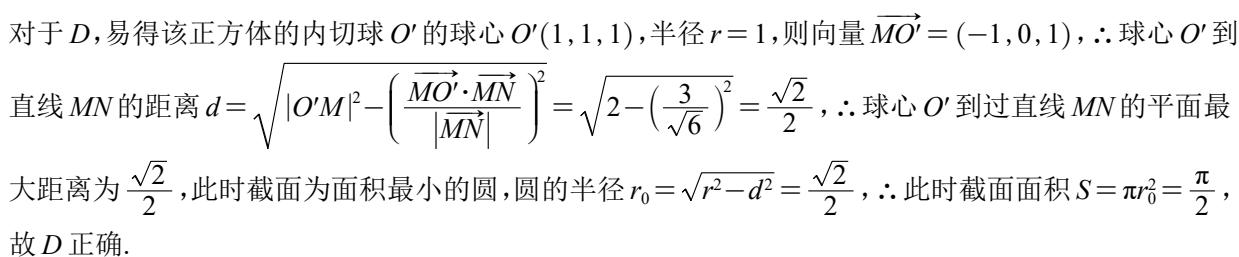 对于 D,易得该正方体的内切球 O′ 的球心 O′(1,1,1),半径 r = 1,则向量 $\overrightarrow{MO'}$ = (−1,0,1),∴ 球心 O′ 到
直线 MN 的距离 $d = \sqrt{|O'M|^2 - \left(\frac{\overrightarrow{MO'} \cdot \overrightarrow{MN}}{|\overrightarrow{MN}|}\right)^2} = \sqrt{2 - \left(\frac{3}{\sqrt{6}}\right)^2} = \frac{\sqrt{2}}{2}$,∴ 球心 O′ 到过直线 MN 的平面最
大距离为 $\frac{\sqrt{2}}{2}$,此时截面为面积最小的圆,圆的半径 $r_0 = \sqrt{r^2 - d^2} = \frac{\sqrt{2}}{2}$,∴ 此时截面面积 $S = \pi r_0^2 = \frac{\pi}{2}$,
故 D 正确.